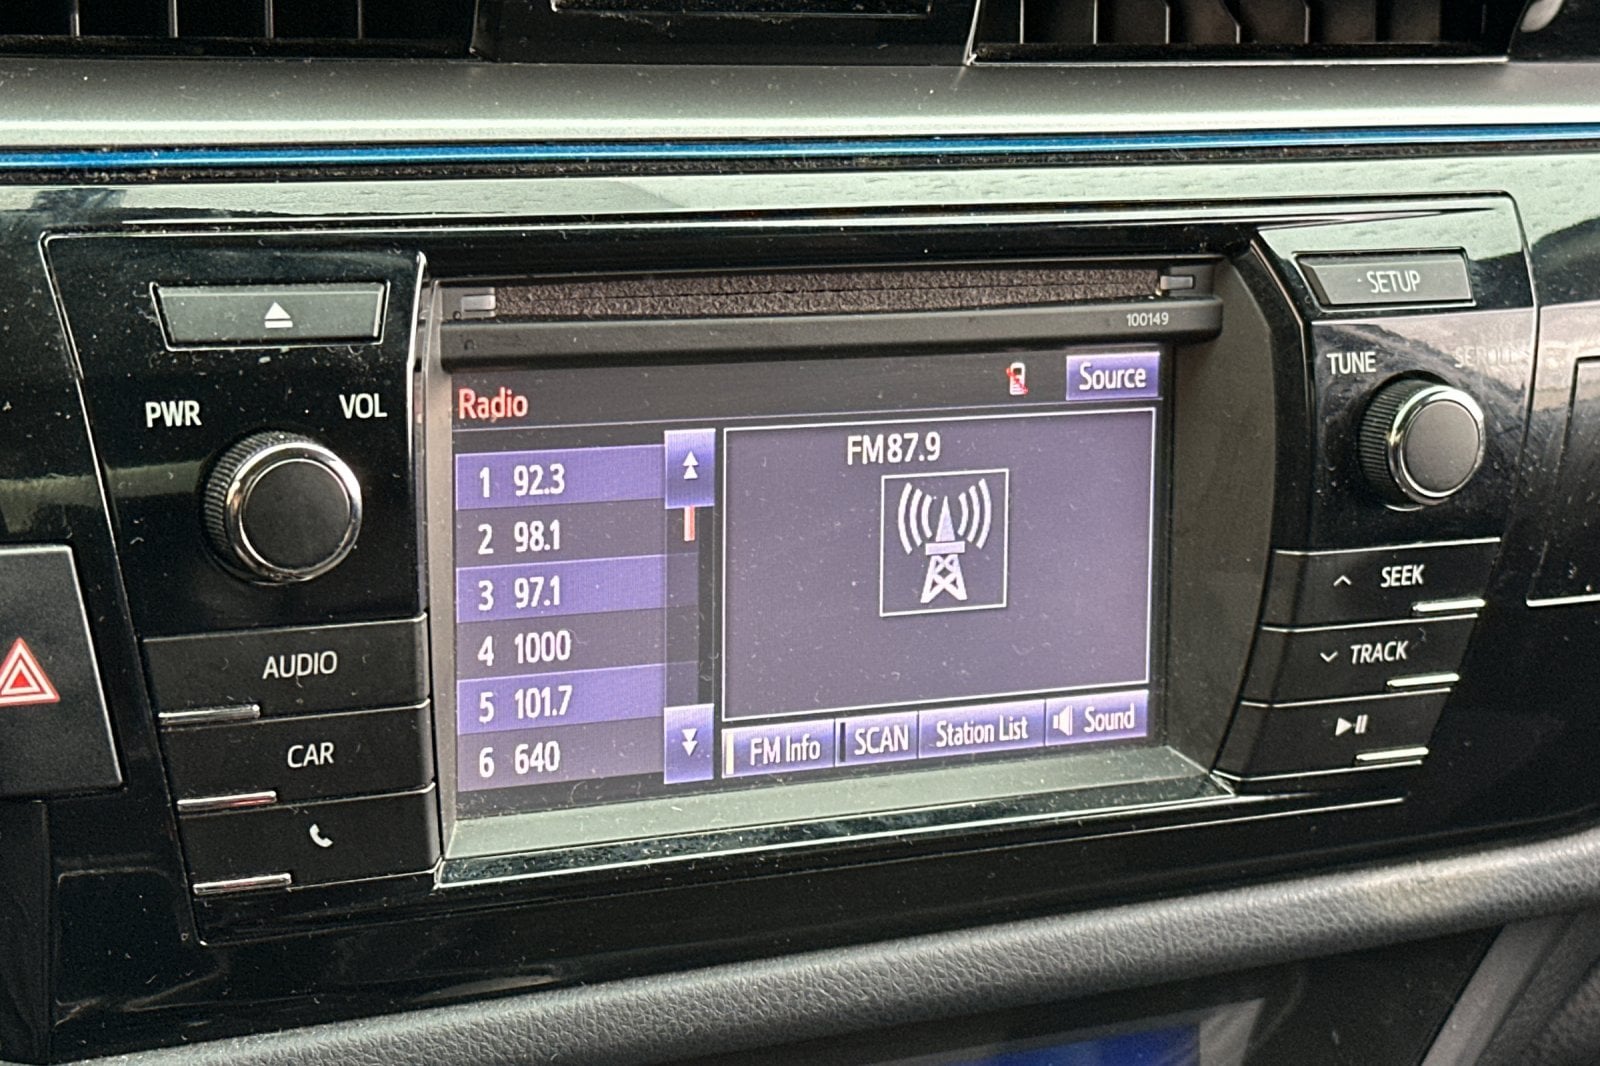 SETUP
100149
PWR
VOL
TUNE
SCROLL
Radio
Source
FM87.9
1 92.3
2 98.1
3 97.1
4 1000
5 101.7
6 640
FM Info
SCAN
Station List
Sound
AUDIO
CAR
SEEK
TRACK